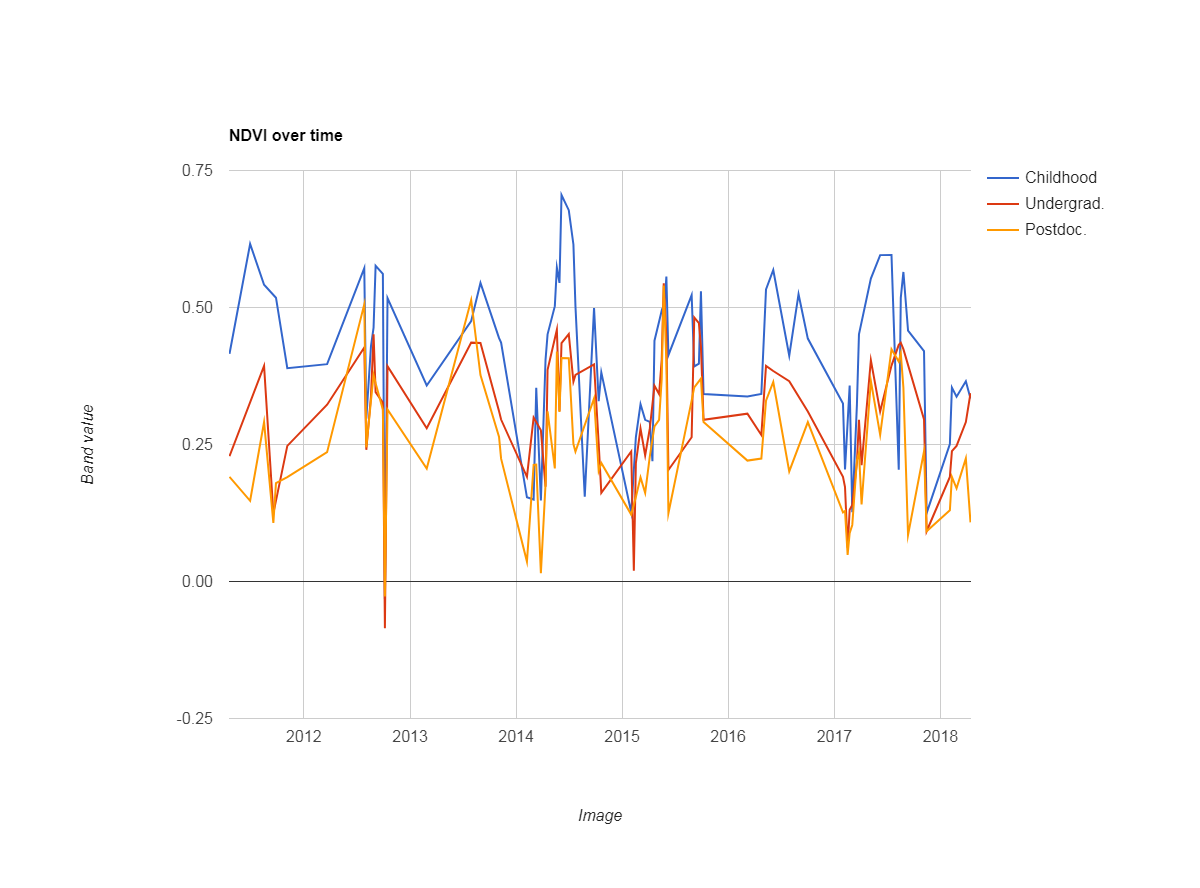 NDVI over time
0.75
0.50
0.25
0.00
-0.25
Band value
2012 2013 2014 2015 2016 2017 2018
Image
Childhood
Undergrad.
Postdoc.